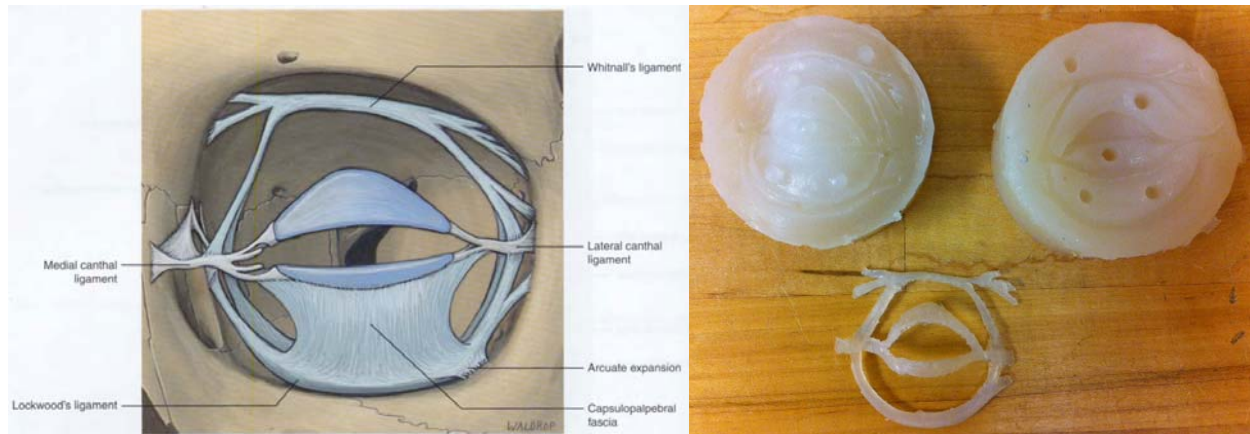 Whitnall's ligament
Lateral canthal
ligament
Medial canthal
ligament
Arcuate expansion
Lockwood's ligament
Capsulopalpebral
fascia
WALDROP